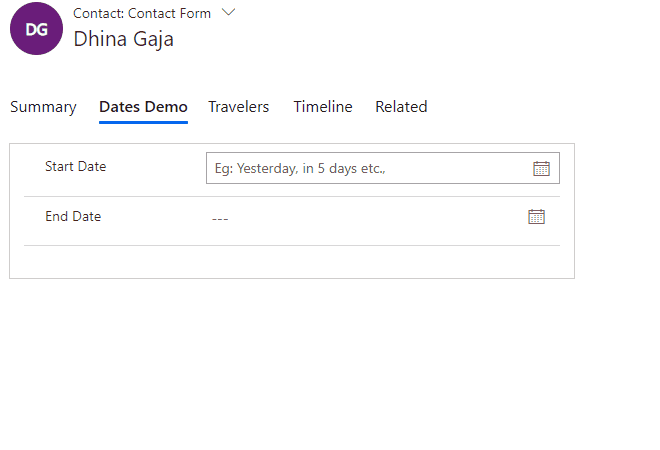 DG
Contact: Contact Form
Dhina Gaja
Summary Dates Demo Travelers Timeline Related
Start Date Eg: Yesterday, in 5 days etc.,
End Date ---